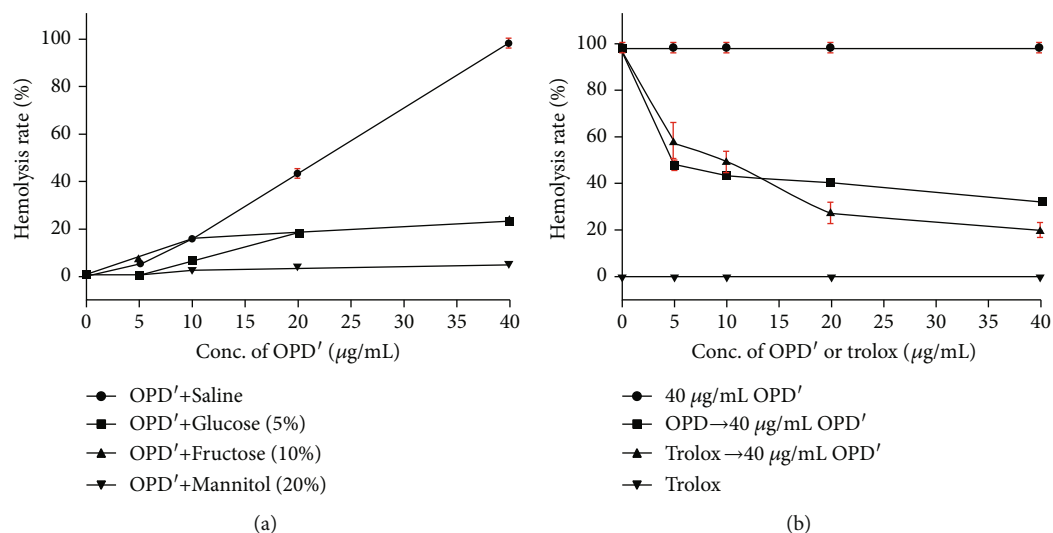 100
80
60
40
20
0
Hemolysis rate (%)
0 5 10 15 20 25 30 35 40
Conc. of OPD′ (μg/mL)
OPD′+Saline
OPD′+Glucose (5%)
OPD′+Fructose (10%)
OPD′+Mannitol (20%)
(a)
100
80
60
40
20
0
Hemolysis rate (%)
0 5 10 15 20 25 30 35 40
Conc. of OPD′ or trolox (μg/mL)
40 μg/mL OPD′
OPD→40 μg/mL OPD′
Trolox→40 μg/mL OPD′
Trolox
(b)